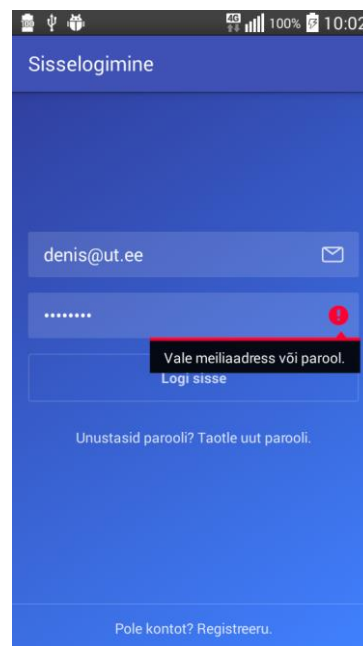 4G 100% 10:02
Sisselogimine
denis@ut.ee
••••••••
Vale meiliaadress või parool.
Logi sisse
Unustasid parooli? Taotle uut parooli.
Pole kontot? Registreeru.